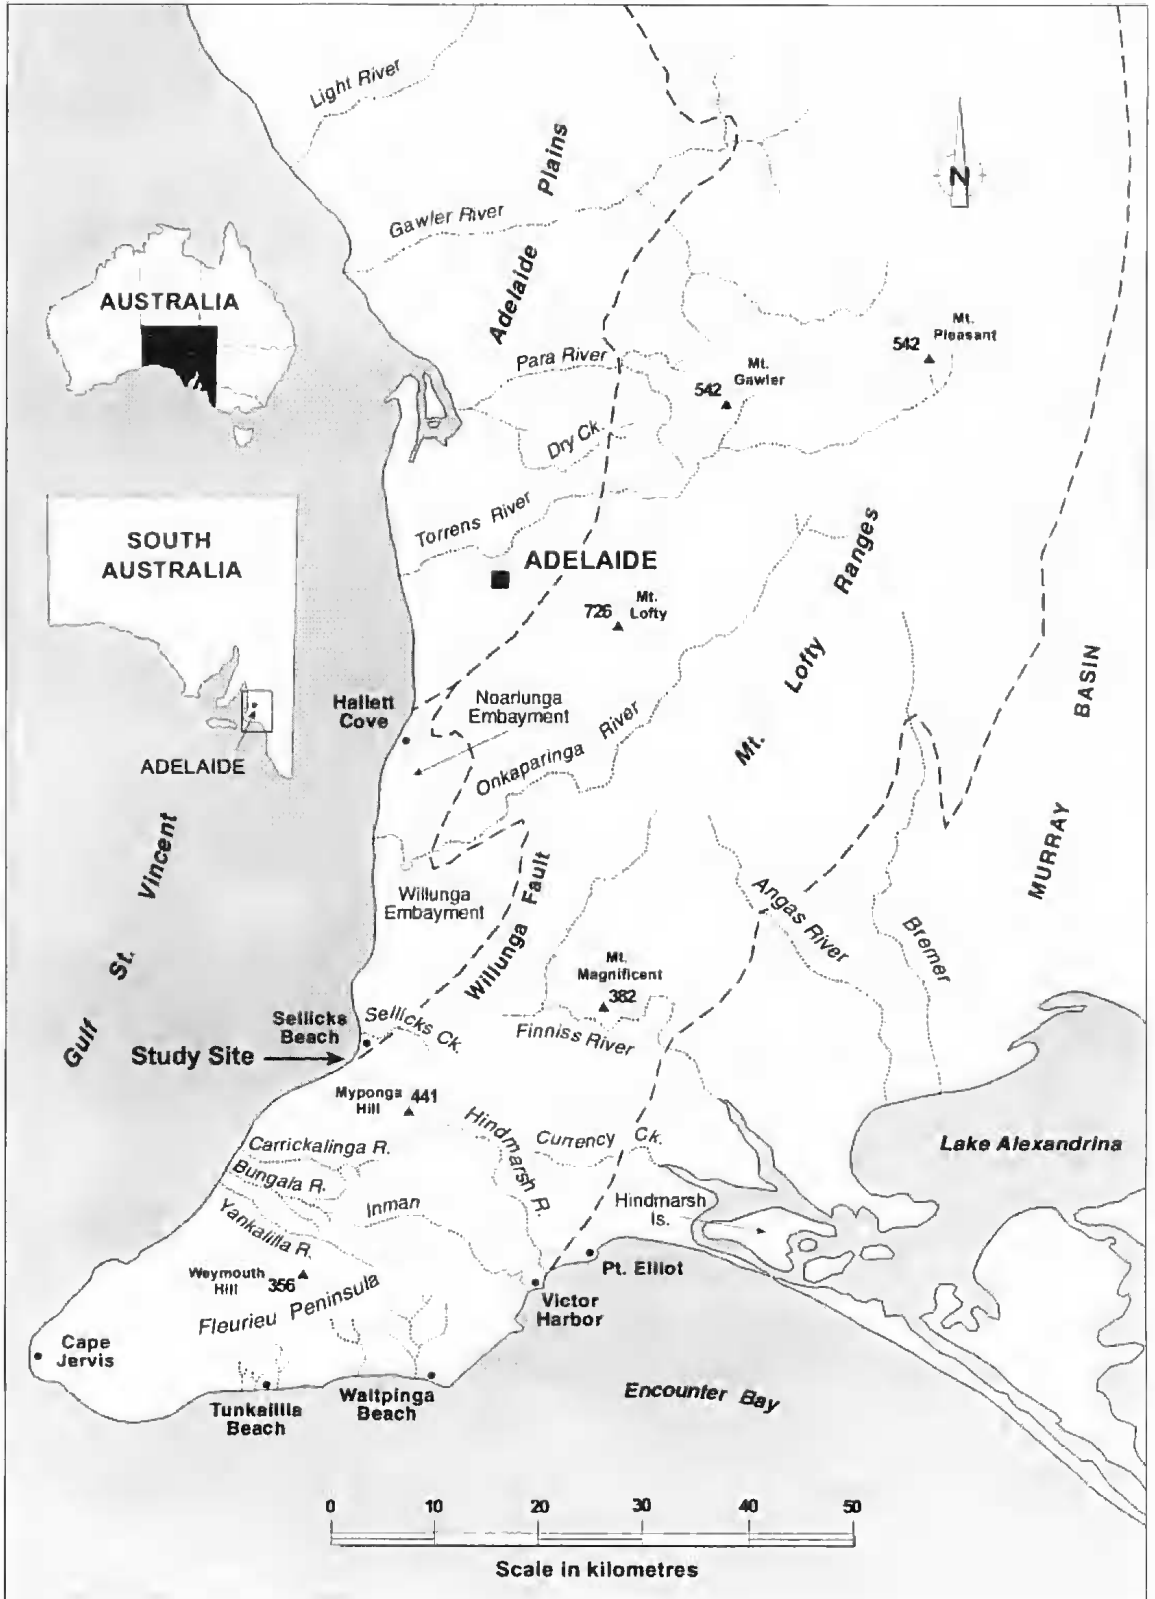 Light River
Adelaide Plains
Gawler River
N
AUSTRALIA
Mt.
Pleasant
542
Para River
Mt.
Gawler
542
Dry Ck.
Torrens River
SOUTH
AUSTRALIA
ADELAIDE
Mt.
Lofty
726
Mt. Lofty Ranges
Hallett
Cove
Noarlunga
Embayment
ADELAIDE
Onkaparinga River
MURRAY BASIN
Gulf St. Vincent
Willunga
Embayment
Willunga Fault
Angas River
Bremer
Mt.
Magnificent
382
Sellicks
Beach
Sellicks Ck.
Finniss River
Study Site
Myponga
Hill
441
Hindmarsh R.
Currency Ck.
Lake Alexandrina
Carrickalinga R.
Bungala R.
Inman
Hindmarsh
Is.
Yankalilla R.
Weymouth
Hill
356
Pt. Elliot
Fleurieu Peninsula
Victor
Harbor
Cape
Jervis
Waitpinga
Beach
Tunkalilla
Beach
Encounter Bay
0 10 20 30 40 50
Scale in kilometres